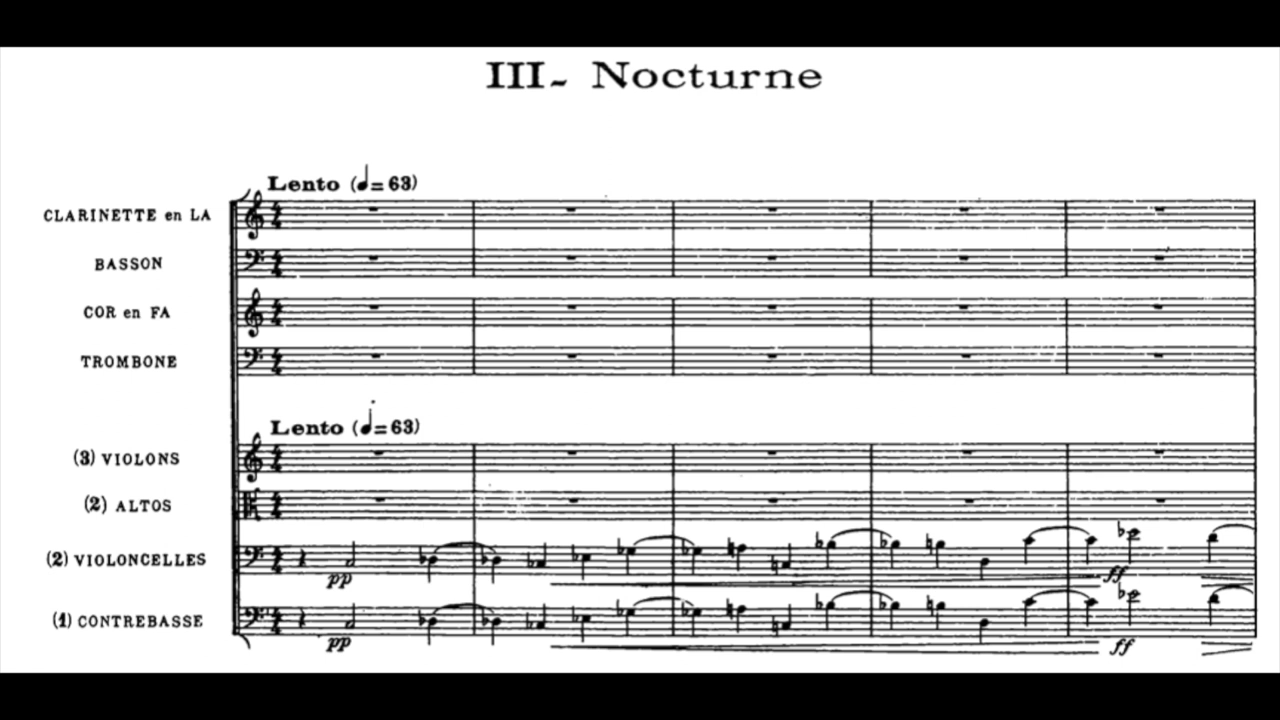 III- Nocturne
Lento (♩= 63)
CLARINETTE en LA
BASSON
COR en FA
TROMBONE
Lento (♩= 63)
(3) VIOLONS
(2) ALTOS
(2) VIOLONCELLES
pp ff
(1) CONTREBASSE
pp ff